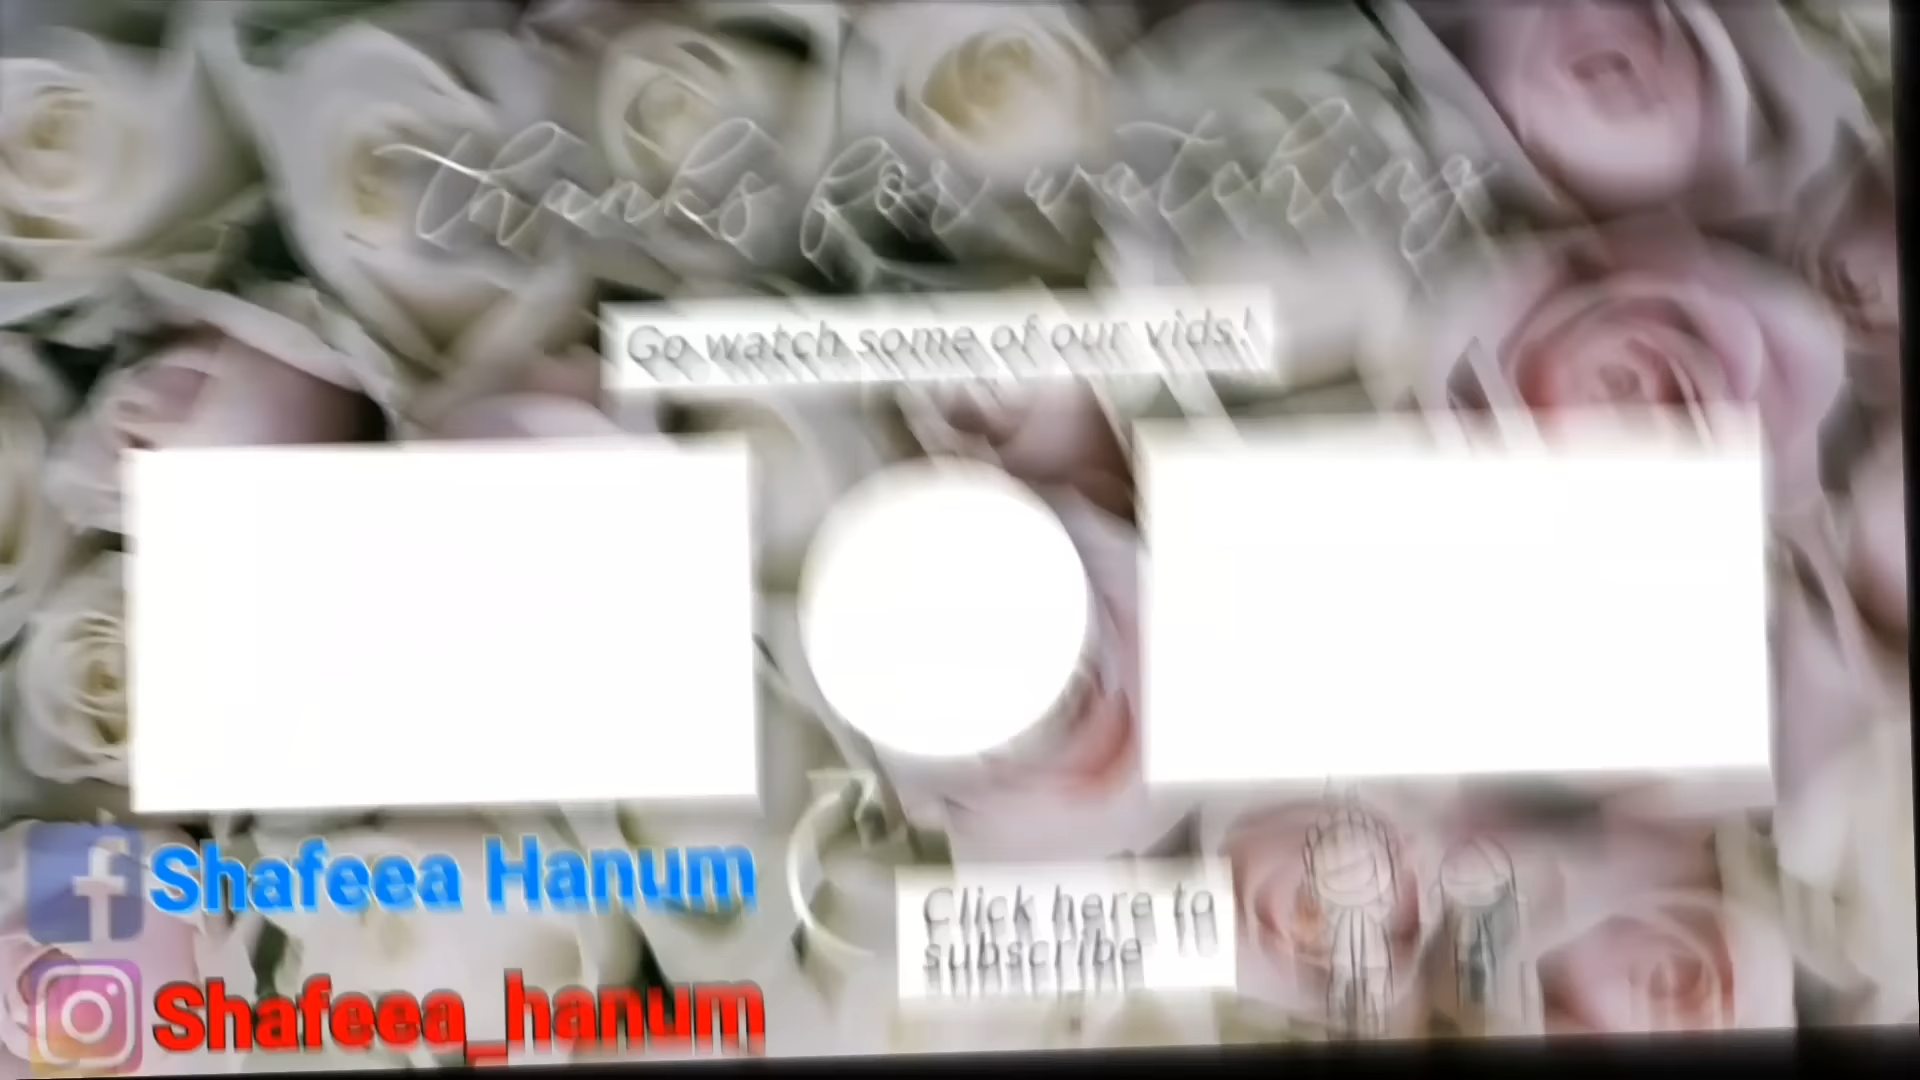 thanks for watching
Go watch some of our vids!
Shafeea Hanum
Click here to
subscribe
Shafeea_hanum